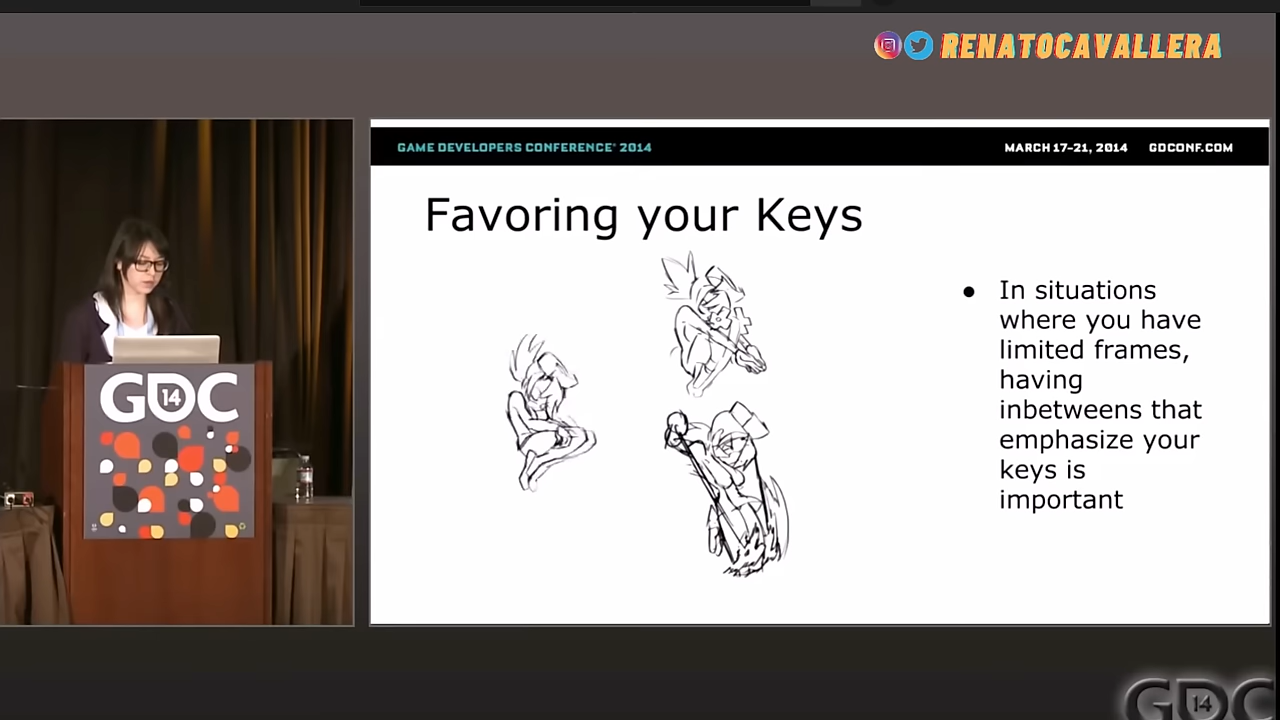 RENATOCAVALLERA
GAME DEVELOPERS CONFERENCE® 2014
MARCH 17-21, 2014 GDCONF.COM
Favoring your Keys
● In situations
where you have
limited frames,
having
inbetweens that
emphasize your
keys is
important
GDC
14
GDC
14